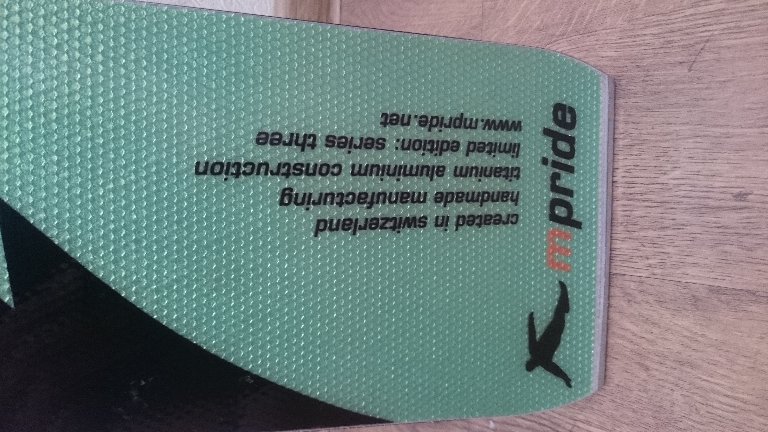 created in switzerland
handmade manufacturing
titanium aluminium construction
limited edition: series three
www.mpride.net
mpride